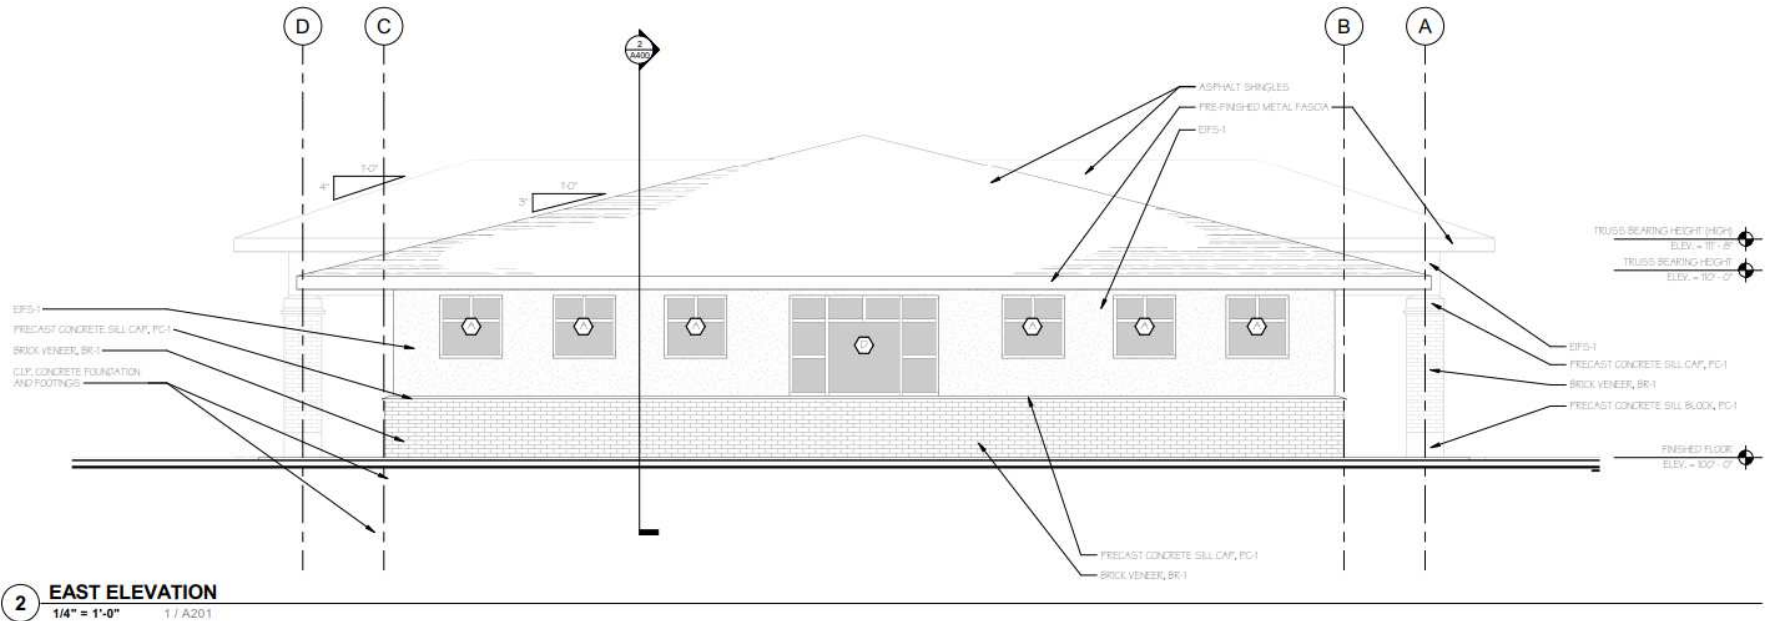 D
C
B
A
2
A400
ASPHALT SHINGLES
PRE-FINISHED METAL FASCIA
EIFS-1
1'-0"
4"
1'-0"
3"
TRUSS BEARING HEIGHT (HIGH)
TRUSS BEARING HEIGHT
ELEV. = 110' - 0"
EIFS-1
PRECAST CONCRETE SILL CAP, PC-1
BRICK VENEER, BR-1
C.I.P. CONCRETE FOUNDATION
AND FOOTINGS
A
A
A
D
A
A
A
EIFS-1
PRECAST CONCRETE SILL CAP, PC-1
BRICK VENEER, BR-1
PRECAST CONCRETE SILL BLOCK, PC-1
FINISHED FLOOR
ELEV. = 100' - 0"
PRECAST CONCRETE SILL CAP, PC-1
BRICK VENEER, BR-1
2
EAST ELEVATION
1/4" = 1'-0"
1 / A201